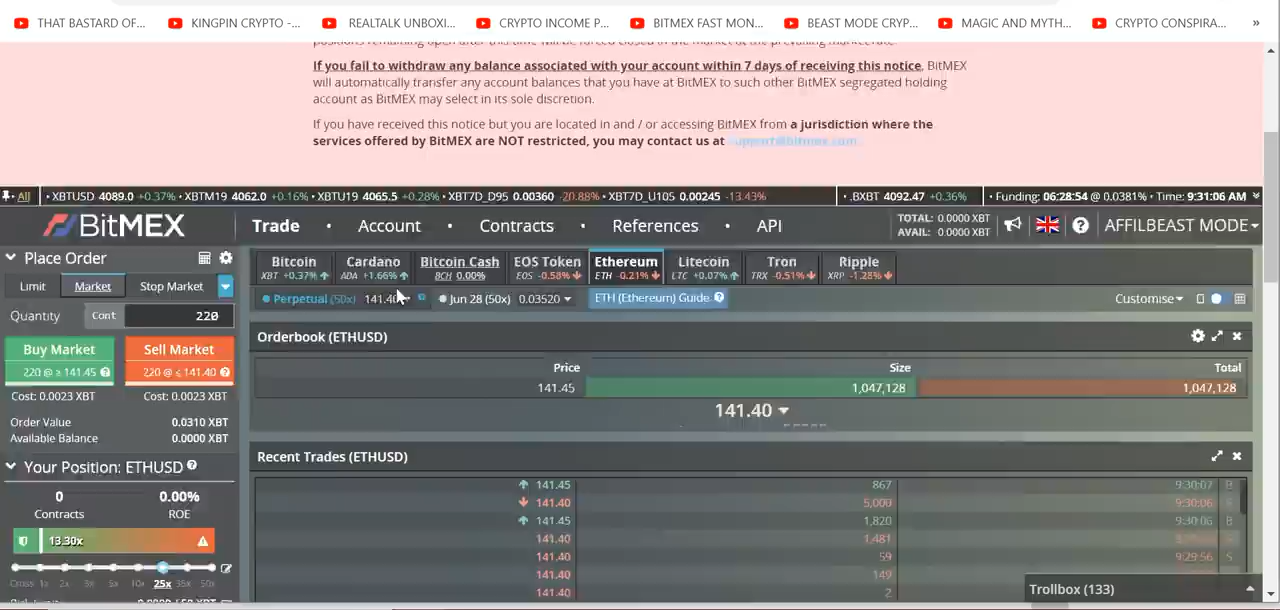 THAT BASTARD OF... KINGPIN CRYPTO -... REALTALK UNBOXI... CRYPTO INCOME P... BITMEX FAST MON... BEAST MODE CRYP... MAGIC AND MYTH... CRYPTO CONSPIRA... »
If you fail to withdraw any balance associated with your account within 7 days of receiving this notice, BitMEX
will automatically transfer any account balances that you have at BitMEX to such other BitMEX segregated holding
account as BitMEX may select in its sole discretion.
If you have received this notice but you are located in and / or accessing BitMEX from a jurisdiction where the
services offered by BitMEX are NOT restricted, you may contact us at support@bitmex.com
All • XBTUSD 4089.0 +0.37% • XBTM19 4062.0 +0.16% • XBTU19 4065.5 +0.28% • XBT7D_D95 0.00360 -20.88% • XBT7D_U105 0.00245 -13.43% • .BXBT 4092.47 +0.36% • Funding: 06:28:54 @ 0.0381% • Time: 9:31:06 AM
BitMEX Trade • Account • Contracts • References • API TOTAL: 0.0000 XBT AFFILBEAST MODE
AVAIL: 0.0000 XBT
Place Order
Bitcoin Cardano Bitcoin Cash EOS Token Ethereum Litecoin Tron Ripple
XBT +0.37% ADA +1.66% BCH 0.00% EOS -0.58% ETH -0.21% LTC +0.07% TRX -0.51% XRP -1.28%
Limit Market Stop Market
Perpetual (50x) 141.40 Jun 28 (50x) 0.03520 ETH (Ethereum) Guide Customise
Quantity Cont 220
Orderbook (ETHUSD)
Buy Market Sell Market
220 @ ≥ 141.45 220 @ ≤ 141.40
Price Size Total
141.45 1,047,128 1,047,128
Cost: 0.0023 XBT Cost: 0.0023 XBT
141.40
Order Value 0.0310 XBT
Available Balance 0.0000 XBT
Recent Trades (ETHUSD)
Your Position: ETHUSD
0 0.00%
Contracts ROE
13.30x
Cross 1x 2x 3x 5x 10x 25x 35x 50x
141.45 867 9:30:07 B
141.40 5,000 9:30:06
141.45 1,820 9:30:06 B
141.40 1,481
141.40 59 9:29:56 S
141.40 149
141.40 2
Trollbox (133)